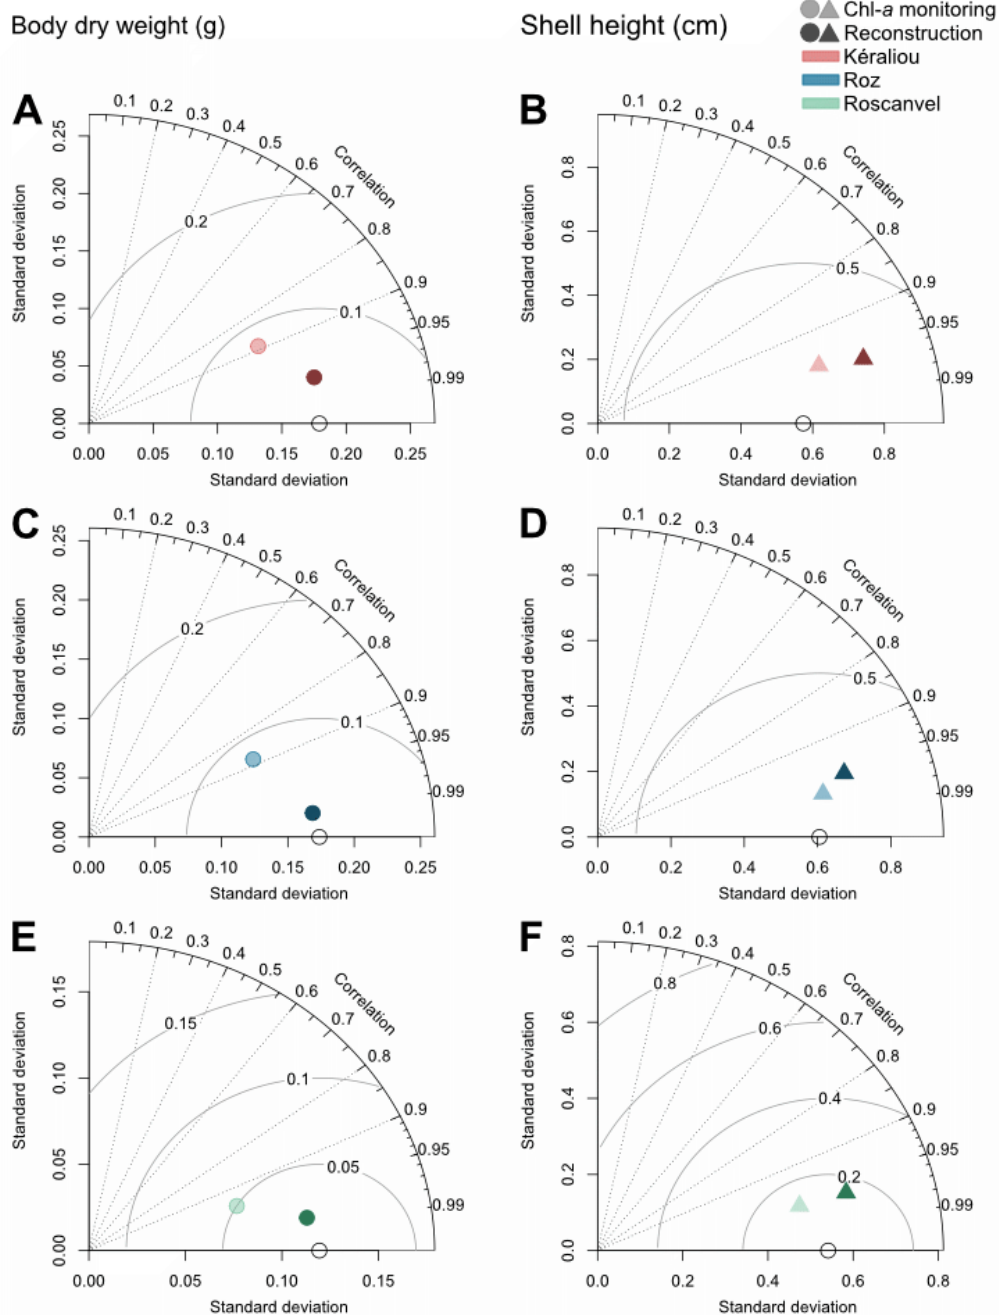 Body dry weight (g)
Shell height (cm)
Chl-a monitoring
Reconstruction
Kéraliou
Roz
Roscanvel
A
0.1 0.2 0.3 0.4 0.5 0.6 0.7 0.8 0.9 0.95 0.99
Correlation
Standard deviation
0.25
0.20
0.15
0.10
0.05
0.00
0.2
0.1
0.00 0.05 0.10 0.15 0.20 0.25
Standard deviation
B
0.1 0.2 0.3 0.4 0.5 0.6 0.7 0.8 0.9 0.95 0.99
Correlation
Standard deviation
0.8
0.6
0.4
0.2
0.0
0.5
0.0 0.2 0.4 0.6 0.8
Standard deviation
C
0.1 0.2 0.3 0.4 0.5 0.6 0.7 0.8 0.9 0.95 0.99
Correlation
Standard deviation
0.25
0.20
0.15
0.10
0.05
0.00
0.2
0.1
0.00 0.05 0.10 0.15 0.20 0.25
Standard deviation
D
0.1 0.2 0.3 0.4 0.5 0.6 0.7 0.8 0.9 0.95 0.99
Correlation
Standard deviation
0.8
0.6
0.4
0.2
0.0
0.5
0.0 0.2 0.4 0.6 0.8
Standard deviation
E
0.1 0.2 0.3 0.4 0.5 0.6 0.7 0.8 0.9 0.95 0.99
Correlation
Standard deviation
0.15
0.10
0.05
0.00
0.15
0.1
0.05
0.00 0.05 0.10 0.15
Standard deviation
F
0.1 0.2 0.3 0.4 0.5 0.6 0.7 0.8 0.9 0.95 0.99
Correlation
Standard deviation
0.8
0.6
0.4
0.2
0.0
0.8
0.6
0.4
0.2
0.0 0.2 0.4 0.6 0.8
Standard deviation